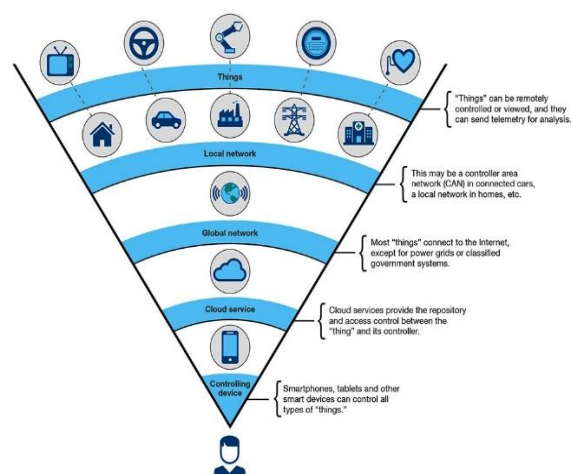 Things
"Things" can be remotely
controlled or viewed, and they
can send telemetry for analysis.
Local network
This may be a controller area
network (CAN) in connected cars,
a local network in homes, etc.
Global network
Most "things" connect to the Internet,
except for power grids or classified
government systems.
Cloud service
Cloud services provide the repository
and access control between the
"thing" and its controller.
Controlling
device
Smartphones, tablets and other
smart devices can control all
types of "things."